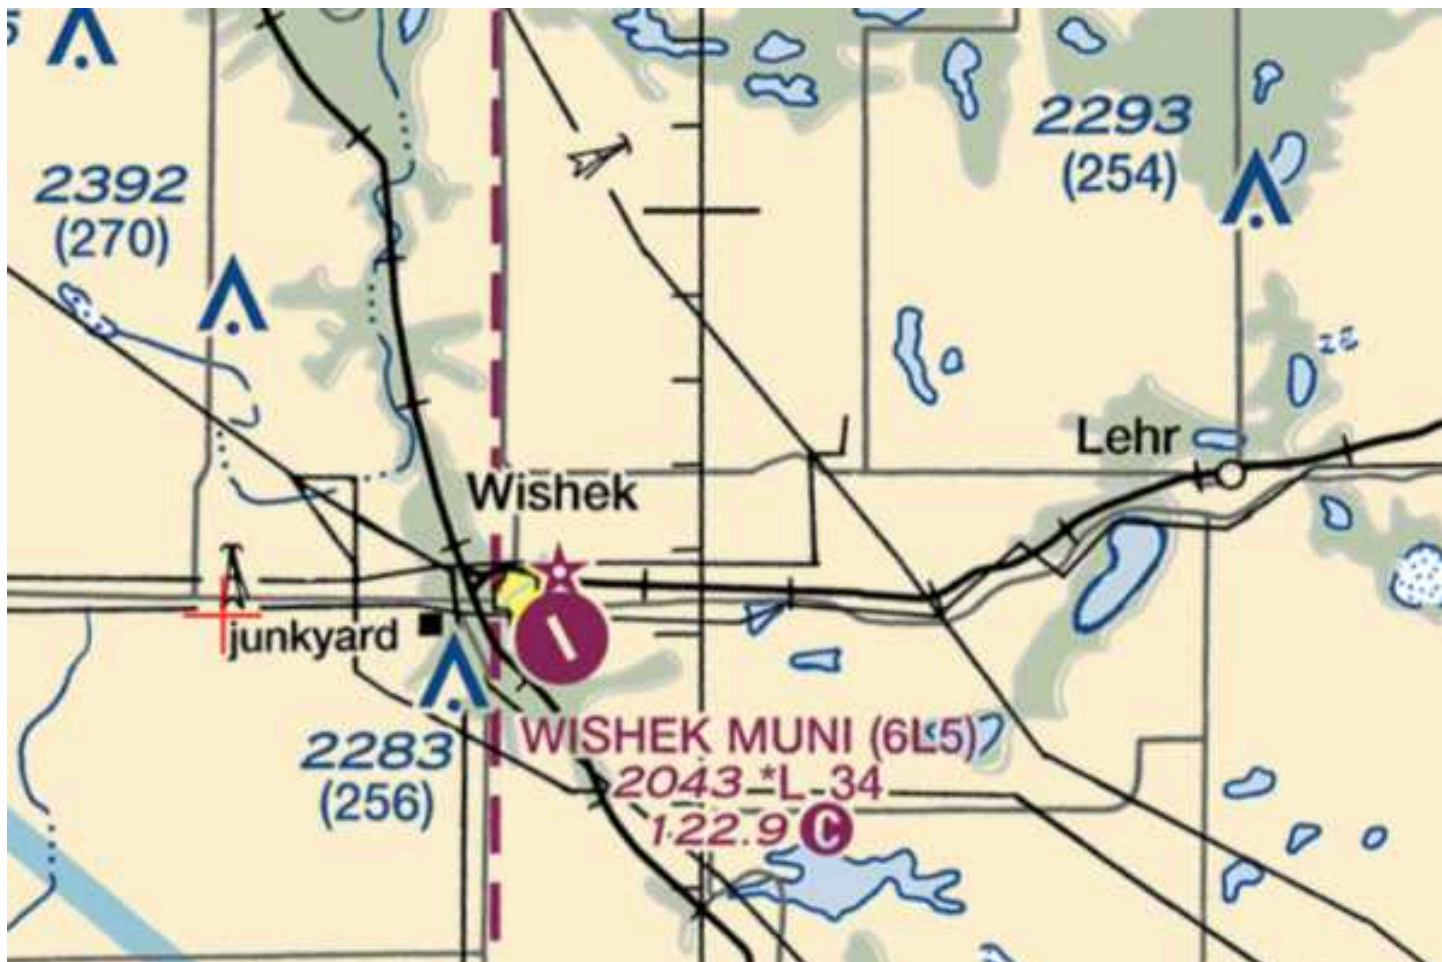 2293
(254)
2392
(270)
Lehr
Wishek
junkyard
WISHEK MUNI (6L5)
2283
2043 *L 34
(256)
122.9 C